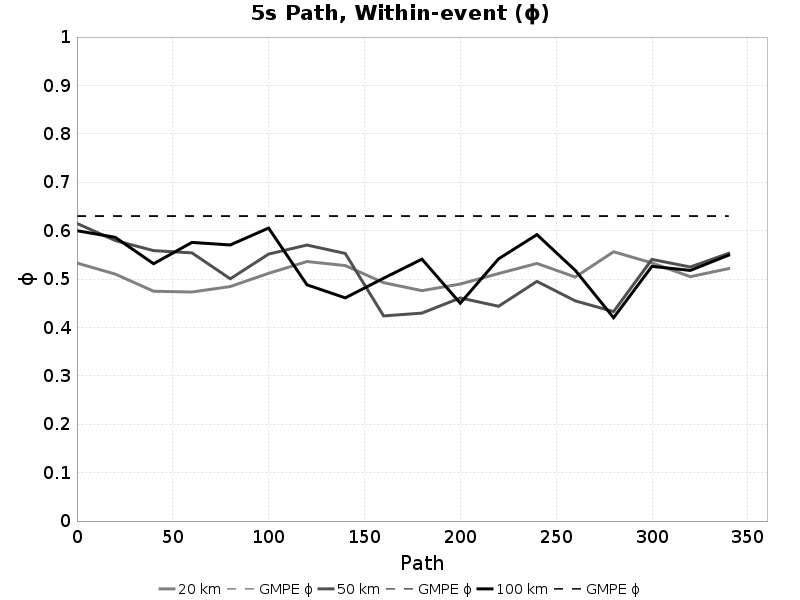 5s Path, Within-event (ϕ)
1
0.9
0.8
0.7
0.6
0.5
0.4
0.3
0.2
0.1
0
ϕ
0 50 100 150 200 250 300 350
Path
20 km GMPE ϕ 50 km GMPE ϕ 100 km GMPE ϕ